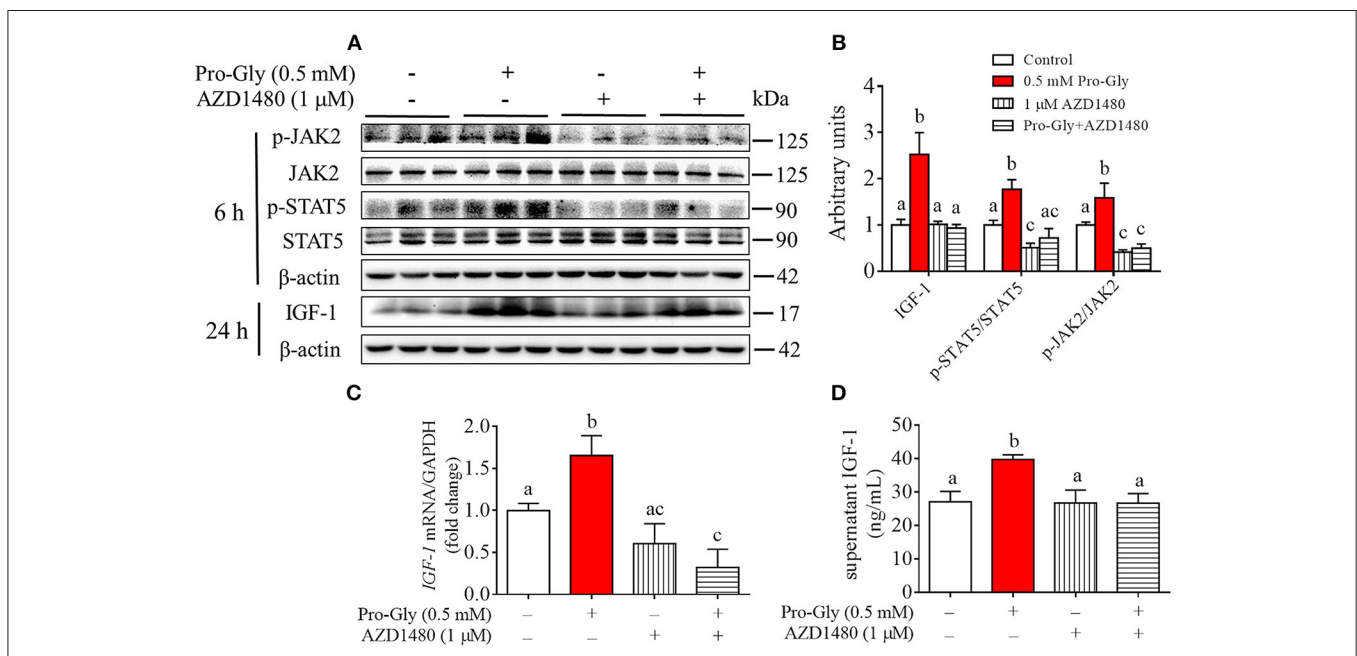 A
Pro-Gly (0.5 mM) - + - +
AZD1480 (1 μM) - - + + kDa
6 h
p-JAK2 125
JAK2 125
p-STAT5 90
STAT5 90
β-actin 42
24 h
IGF-1 17
β-actin 42
B
Control
0.5 mM Pro-Gly
1 μM AZD1480
Pro-Gly+AZD1480
Arbitrary units
4
3
2
1
0
a b a a
a b c ac
a b c c
IGF-1
p-STAT5/STAT5
p-JAK2/JAK2
C
IGF-1 mRNA/GAPDH
(fold change)
2.0
1.5
1.0
0.5
0.0
a b ac c
Pro-Gly (0.5 mM) – + – +
AZD1480 (1 μM) – – + +
D
supernatant IGF-1
(ng/mL)
50
40
30
20
10
0
a b a a
Pro-Gly (0.5 mM) – + – +
AZD1480 (1 μM) – – + +